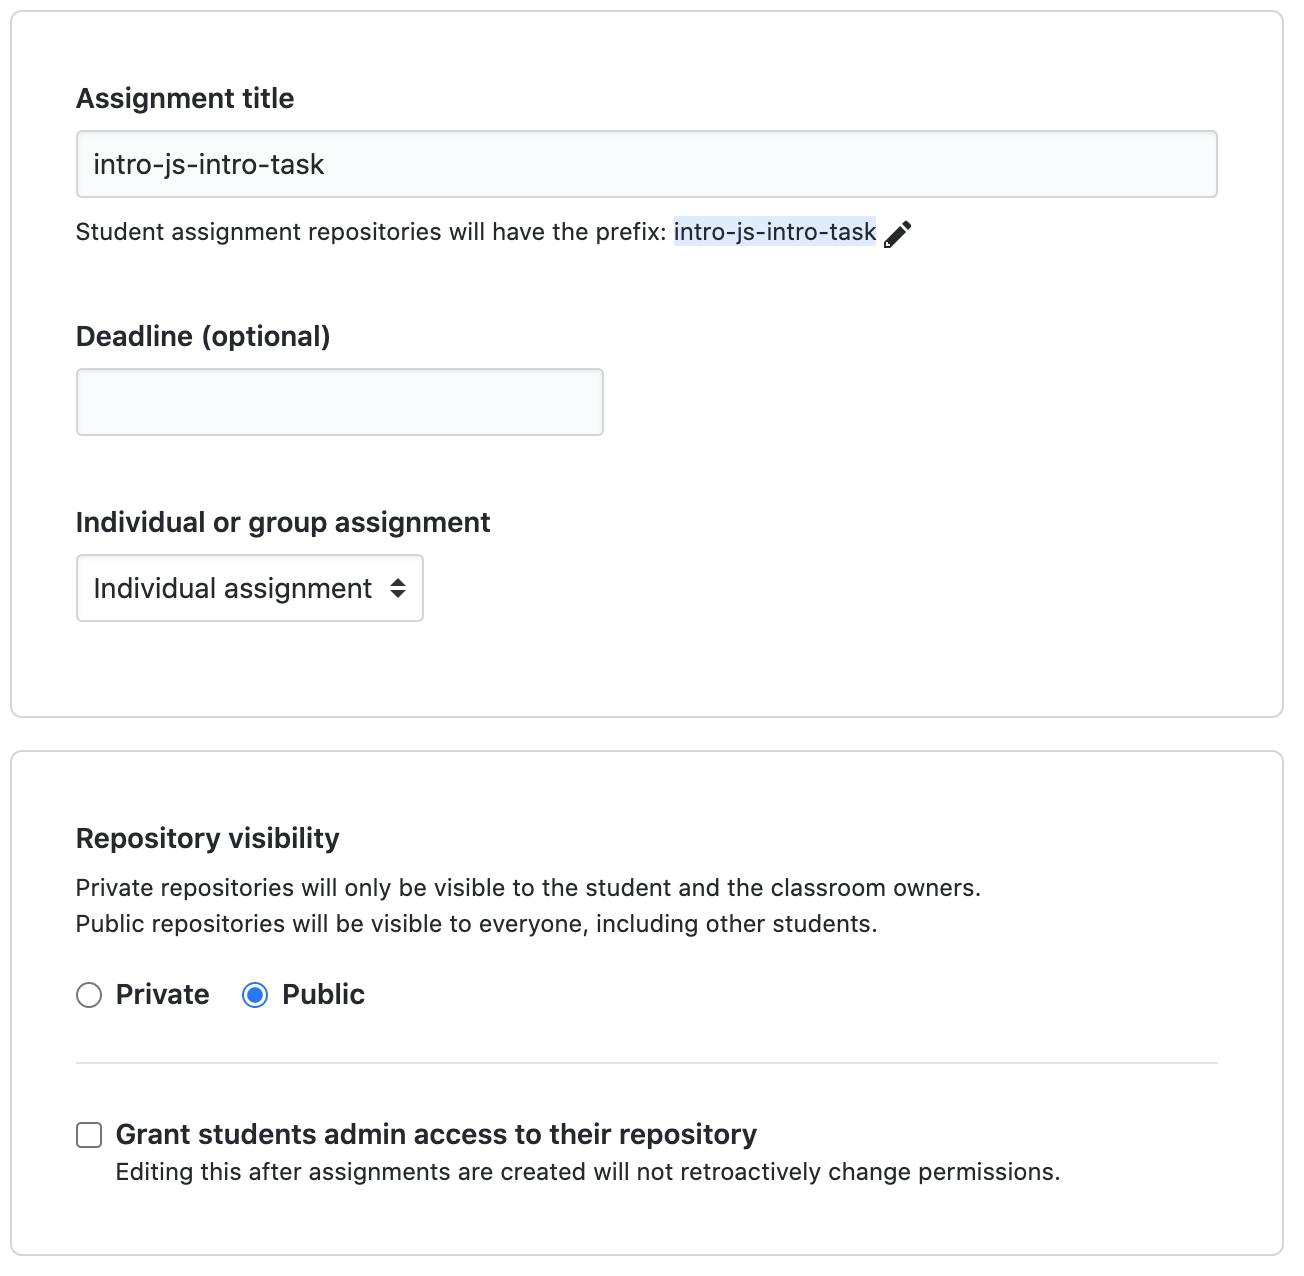 Assignment title
intro-js-intro-task
Student assignment repositories will have the prefix: intro-js-intro-task
Deadline (optional)
Individual or group assignment
Individual assignment
Repository visibility
Private repositories will only be visible to the student and the classroom owners.
Public repositories will be visible to everyone, including other students.
Private Public
Grant students admin access to their repository
Editing this after assignments are created will not retroactively change permissions.